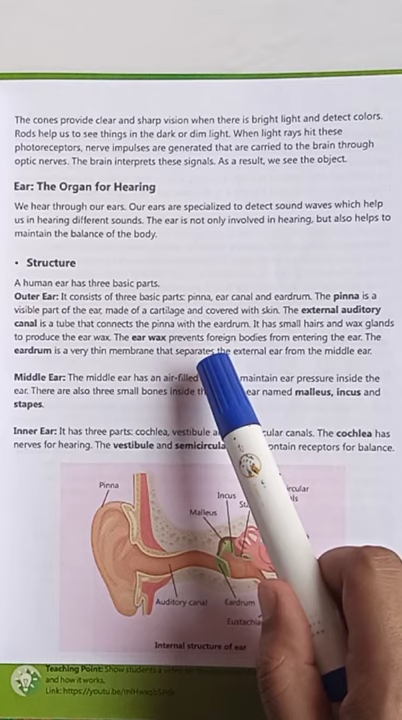 The cones provide clear and sharp vision when there is bright light and detect colors.
Rods help us to see things in the dark or dim light. When light rays hit these
photoreceptors, nerve impulses are generated that are carried to the brain through
optic nerves. The brain interprets these signals. As a result, we see the object.
Ear: The Organ for Hearing
We hear through our ears. Our ears are specialized to detect sound waves which help
us in hearing different sounds. The ear is not only involved in hearing, but also helps to
maintain the balance of the body.
• Structure
A human ear has three basic parts.
Outer Ear: It consists of three basic parts: pinna, ear canal and eardrum. The pinna is a
visible part of the ear, made of a cartilage and covered with skin. The external auditory
canal is a tube that connects the pinna with the eardrum. It has small hairs and wax glands
to produce the ear wax. The ear wax prevents foreign bodies from entering the ear. The
eardrum is a very thin membrane that separates the external ear from the middle ear.
Middle Ear: The middle ear has an air-filled maintain ear pressure inside the
ear. There are also three small bones inside ear named malleus, incus and
stapes.
Inner Ear: It has three parts: cochlea, vestibule canals. The cochlea has
nerves for hearing. The vestibule and contain receptors for balance.
Pinna
Incus
Malleus
Auditory canal Eardrum
Internal structure of ear
Teaching Point: Show students a
and how it works.